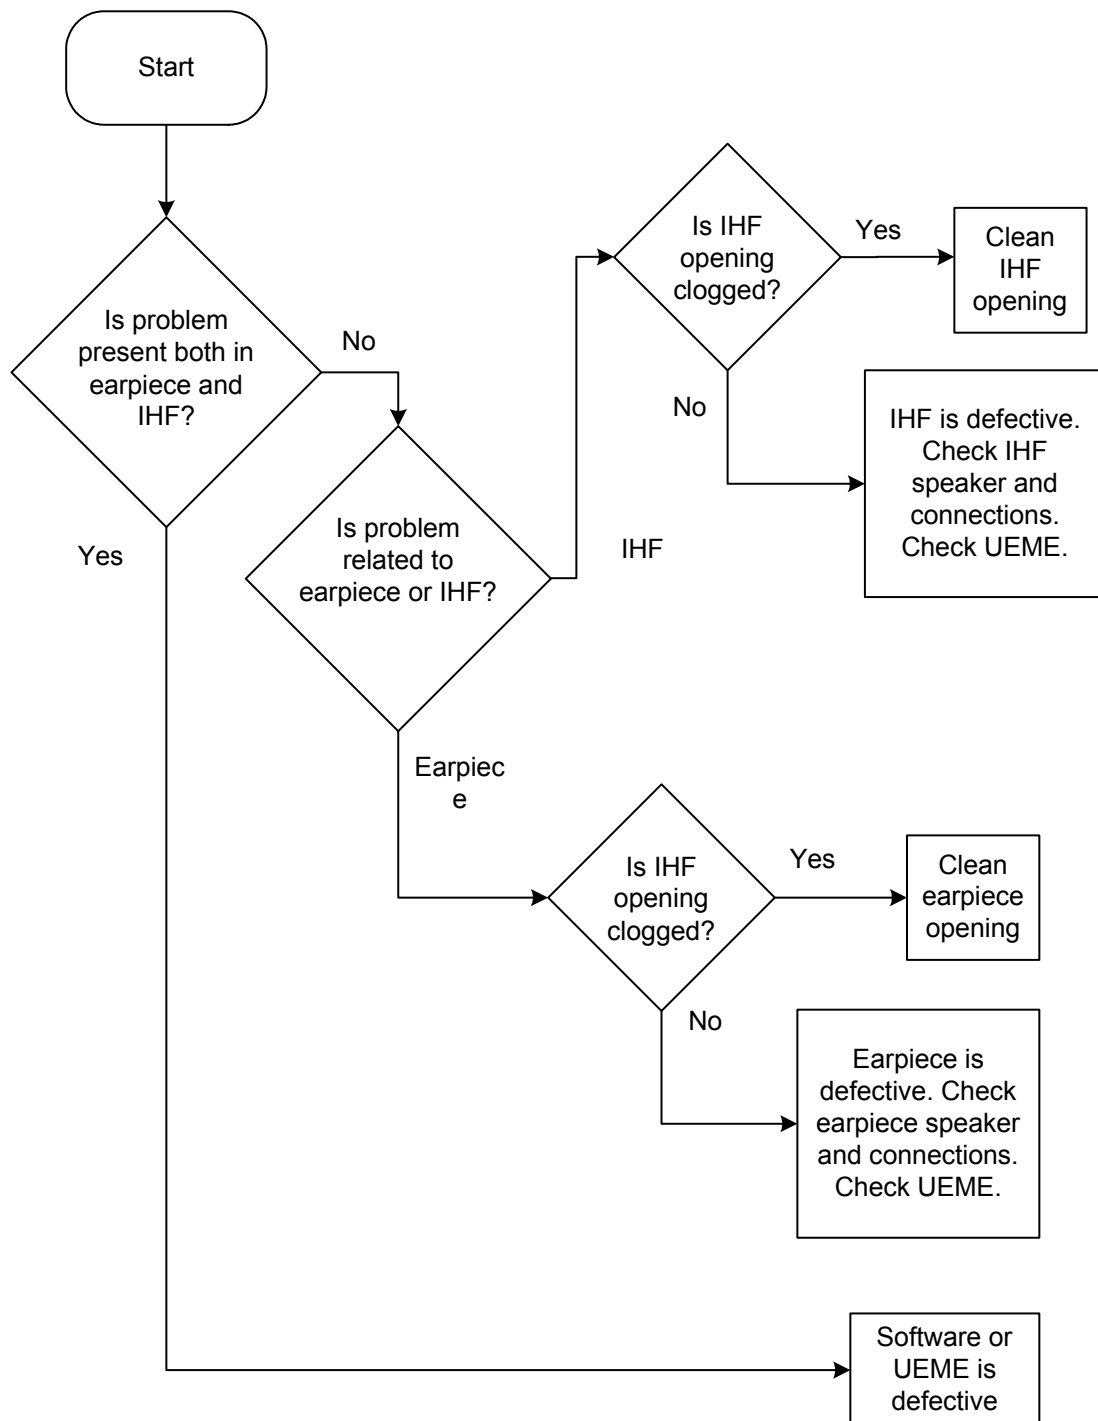 Start
Is problem
present both in
earpiece and
IHF?
No
Yes
Is problem
related to
earpiece or IHF?
IHF
Earpiec
e
Is IHF
opening
clogged?
Yes
Clean
IHF
opening
No
IHF is defective.
Check IHF
speaker and
connections.
Check UEME.
Is IHF
opening
clogged?
Yes
Clean
earpiece
opening
No
Earpiece is
defective. Check
earpiece speaker
and connections.
Check UEME.
Software or
UEME is
defective